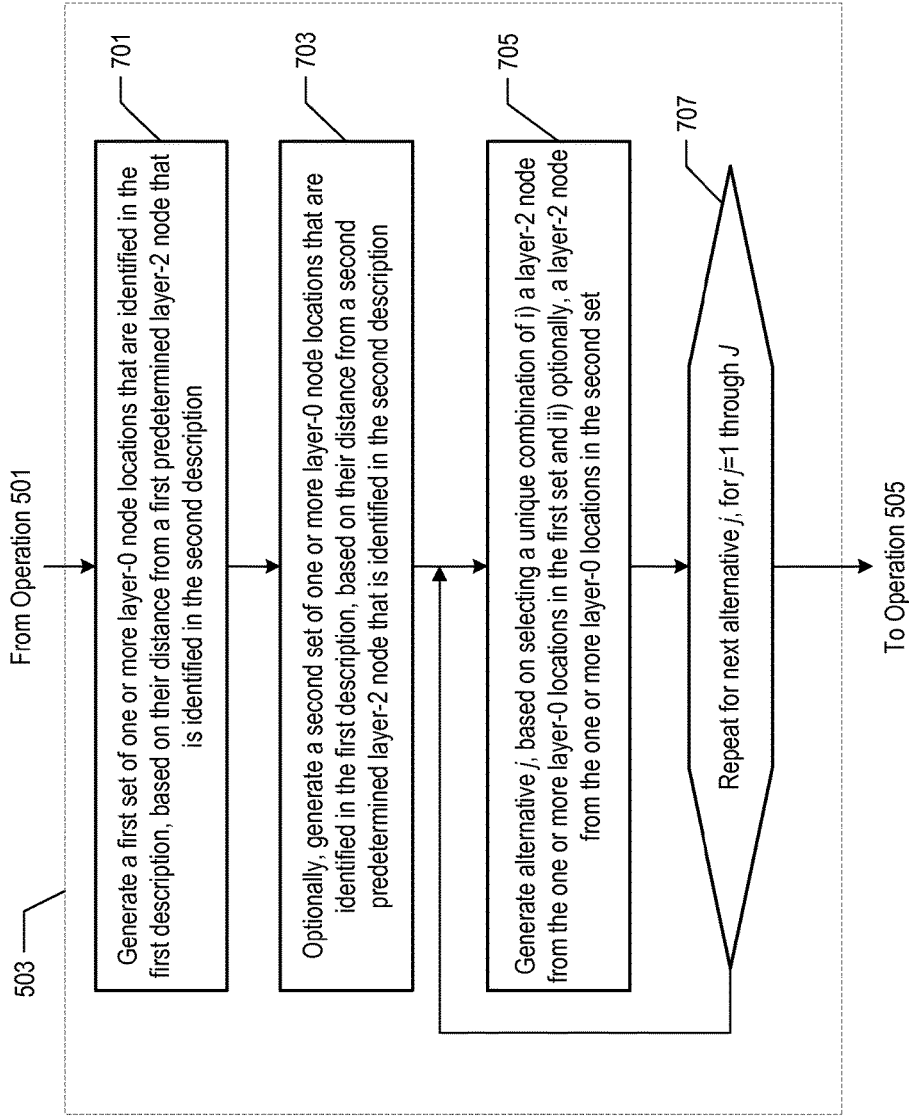 From Operation 501
503
701
Generate a first set of one or more layer-0 node locations that are identified in the
first description, based on their distance from a first predetermined layer-2 node that
is identified in the second description
703
Optionally, generate a second set of one or more layer-0 node locations that are
identified in the first description, based on their distance from a second
predetermined layer-2 node that is identified in the second description
705
Generate alternative j, based on selecting a unique combination of i) a layer-2 node
from the one or more layer-0 locations in the first set and ii) optionally, a layer-2 node
from the one or more layer-0 locations in the second set
707
Repeat for next alternative j, for j=1 through J
To Operation 505